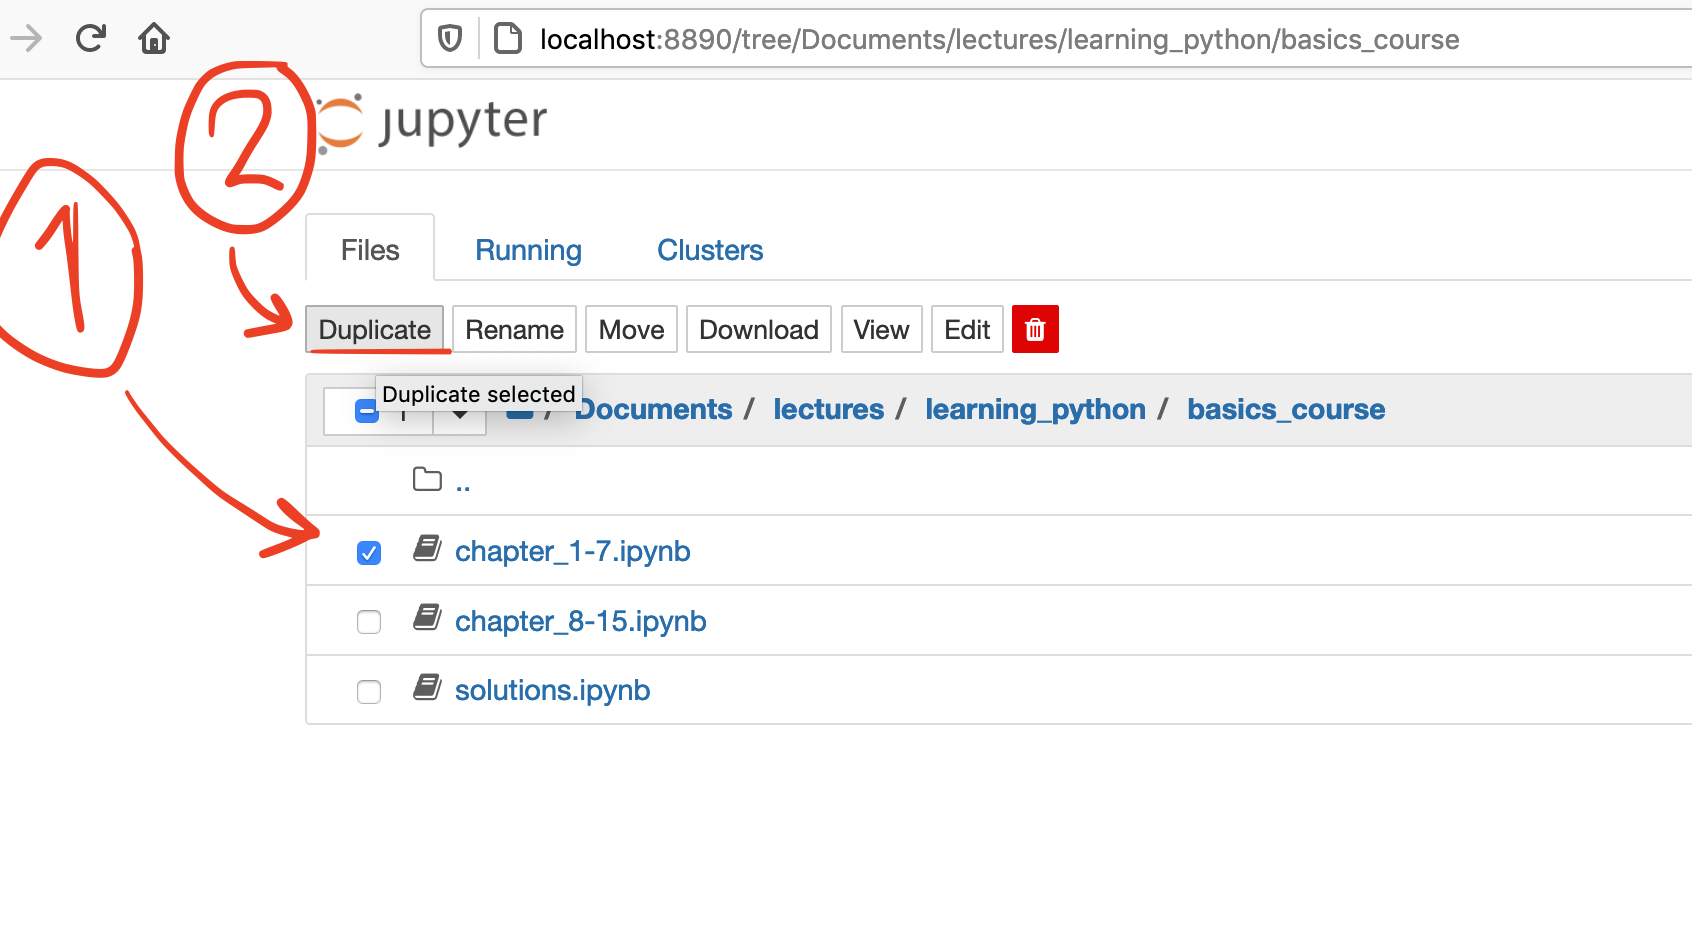 localhost:8890/tree/Documents/lectures/learning_python/basics_course
2
jupyter
1
Files Running Clusters
Duplicate Rename Move Download View Edit
Duplicate selected
/ Documents / lectures / learning_python / basics_course
..
chapter_1-7.ipynb
chapter_8-15.ipynb
solutions.ipynb